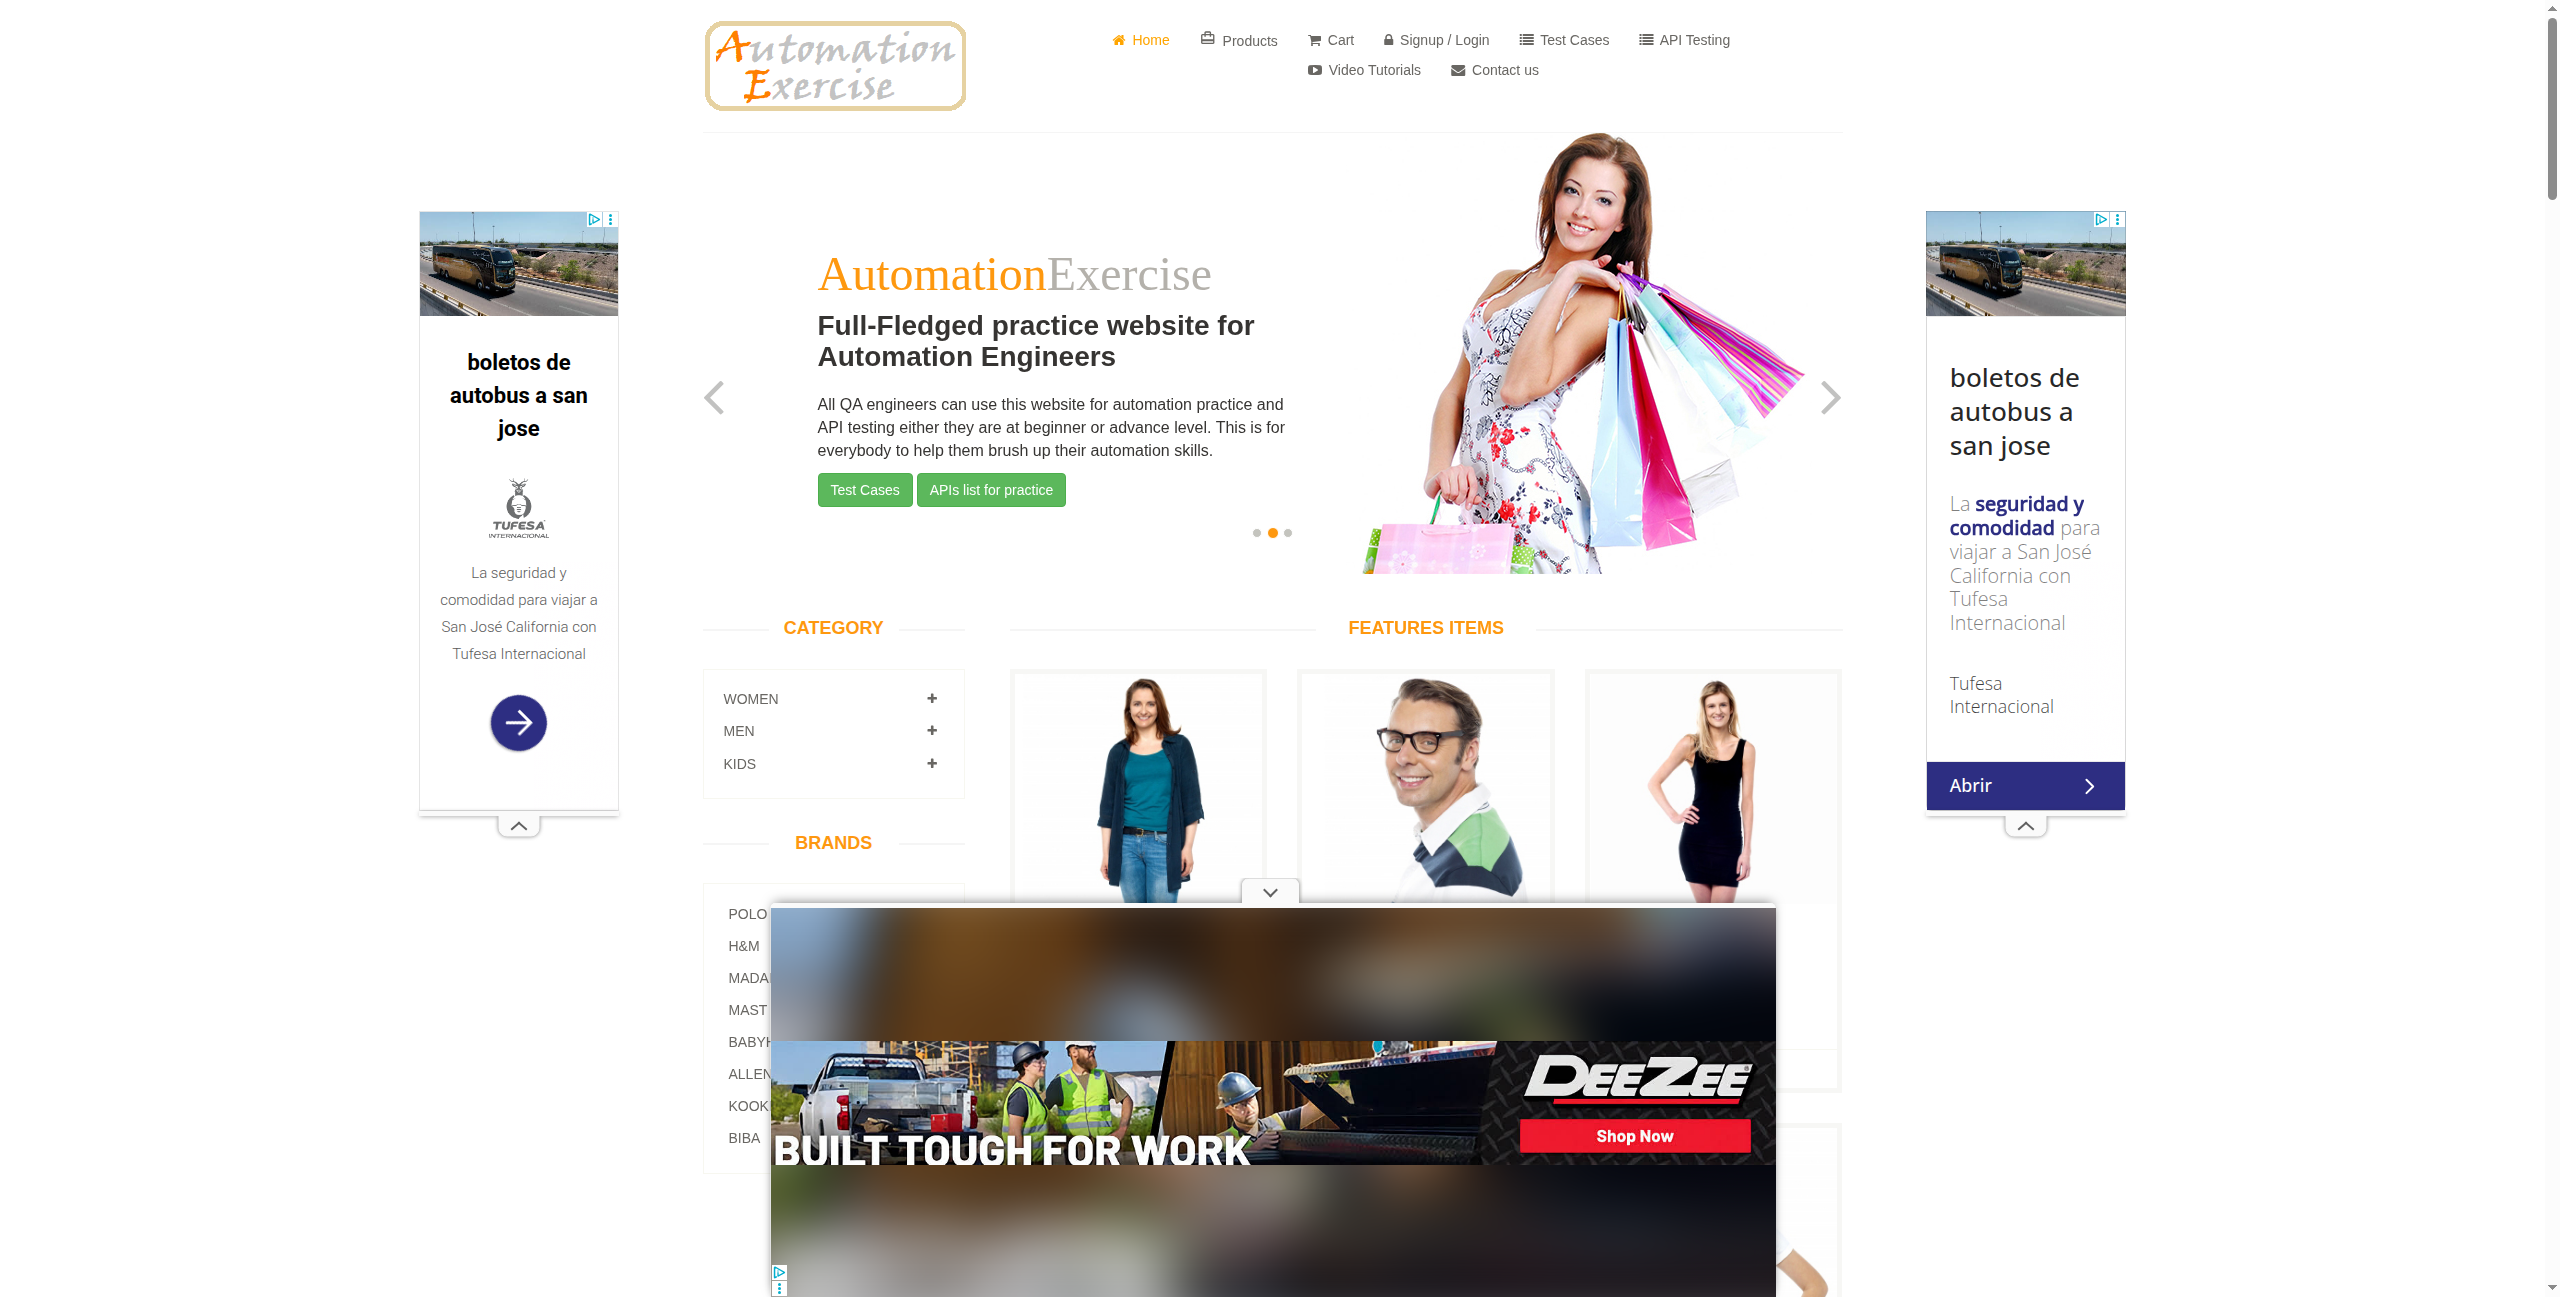 Automation
Exercise
Home
Products
Cart
Signup / Login
Test Cases
API Testing
Video Tutorials
Contact us
AutomationExercise
Full-Fledged practice website for
Automation Engineers
All QA engineers can use this website for automation practice and
API testing either they are at beginner or advance level. This is for
everybody to help them brush up their automation skills.
Test Cases
APIs list for practice
boletos de
autobus a san
jose
TUFESA
INTERNACIONAL
La seguridad y
comodidad para viajar a
San José California con
Tufesa Internacional
boletos de
autobus a
san jose
La seguridad y
comodidad para
viajar a San José
California con
Tufesa
Internacional
Tufesa
Internacional
Abrir
CATEGORY
WOMEN
MEN
KIDS
BRANDS
POLO
H&M
MADA
MAST
BABY
ALLEN
KOOK
BIBA
FEATURES ITEMS
BUILT TOUGH FOR WORK
DEEZEE
Shop Now